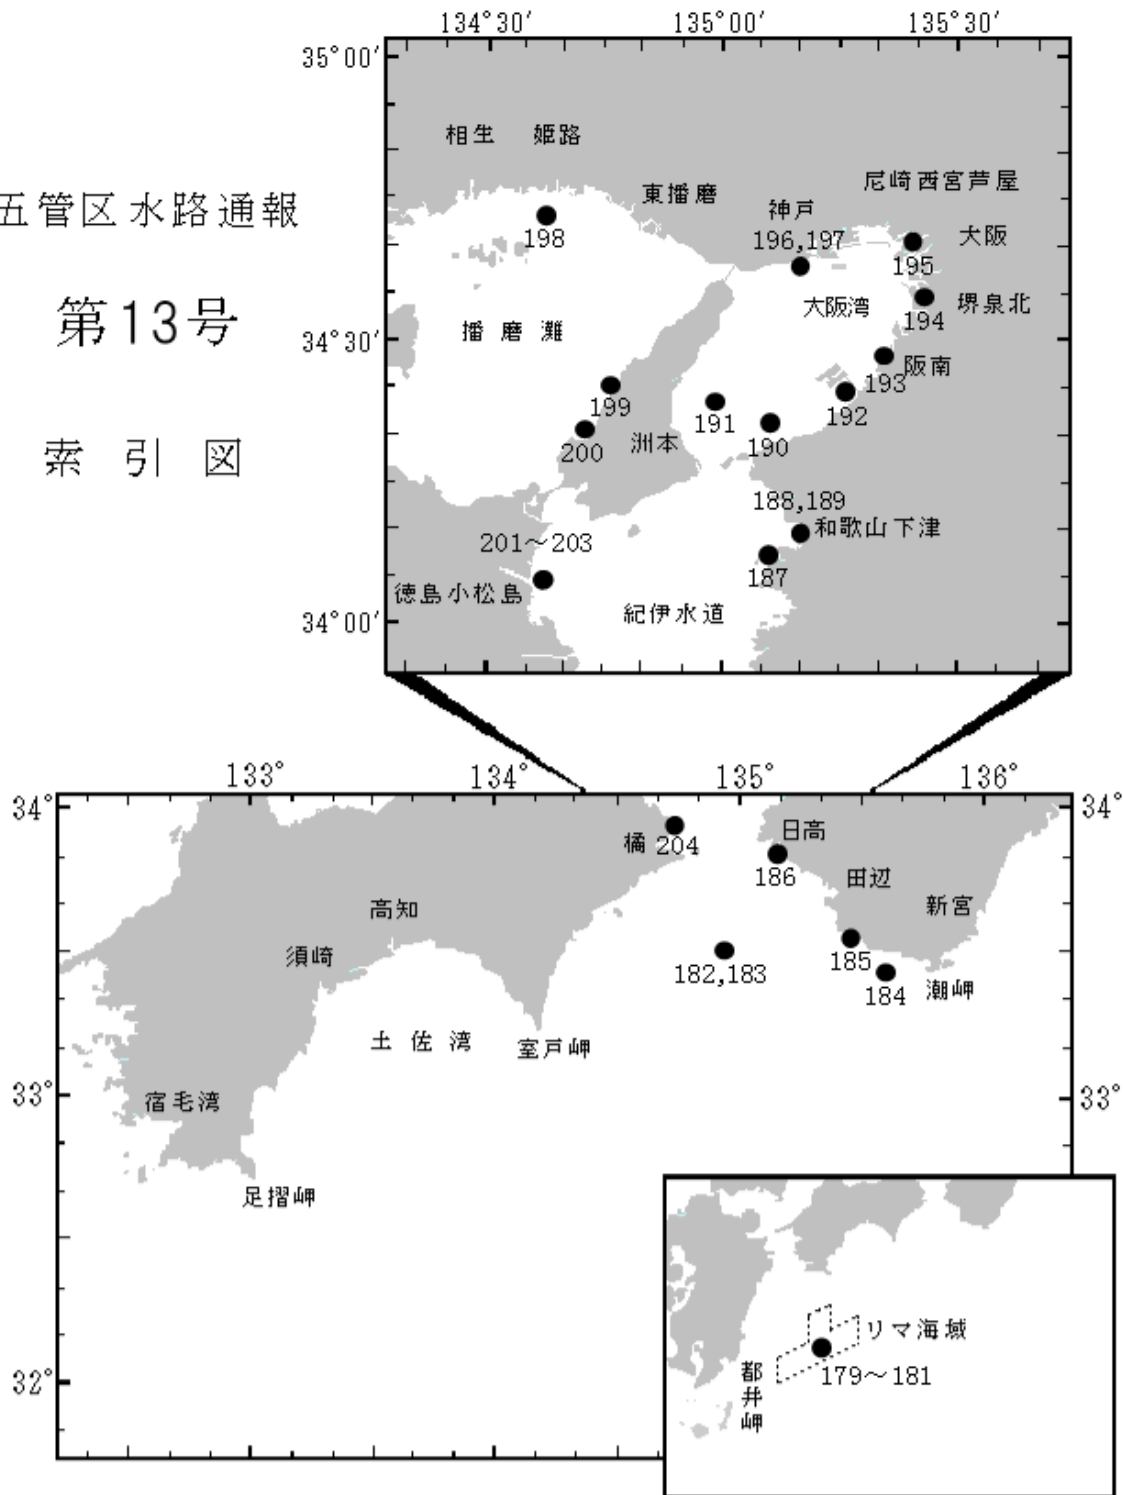 134°30′ 135°00′ 135°30′
35°00′
相生 姫路
東播磨
尼崎西宮芦屋
神戸
196,197
大阪
198
195
五管区水路通報
第13号
索引図
播磨灘
大阪湾
堺泉北
194
34°30′
阪南
193
199
191
192
200
洲本
190
188,189
和歌山下津
201～203
187
徳島小松島
紀伊水道
34°00′
133° 134° 135° 136°
34° 34°
橘 204
日高
186
田辺
高知
新宮
須崎
182,183
185
184
潮岬
土佐湾
室戸岬
33° 33°
宿毛湾
足摺岬
リマ海域
32°
179～181
都井岬